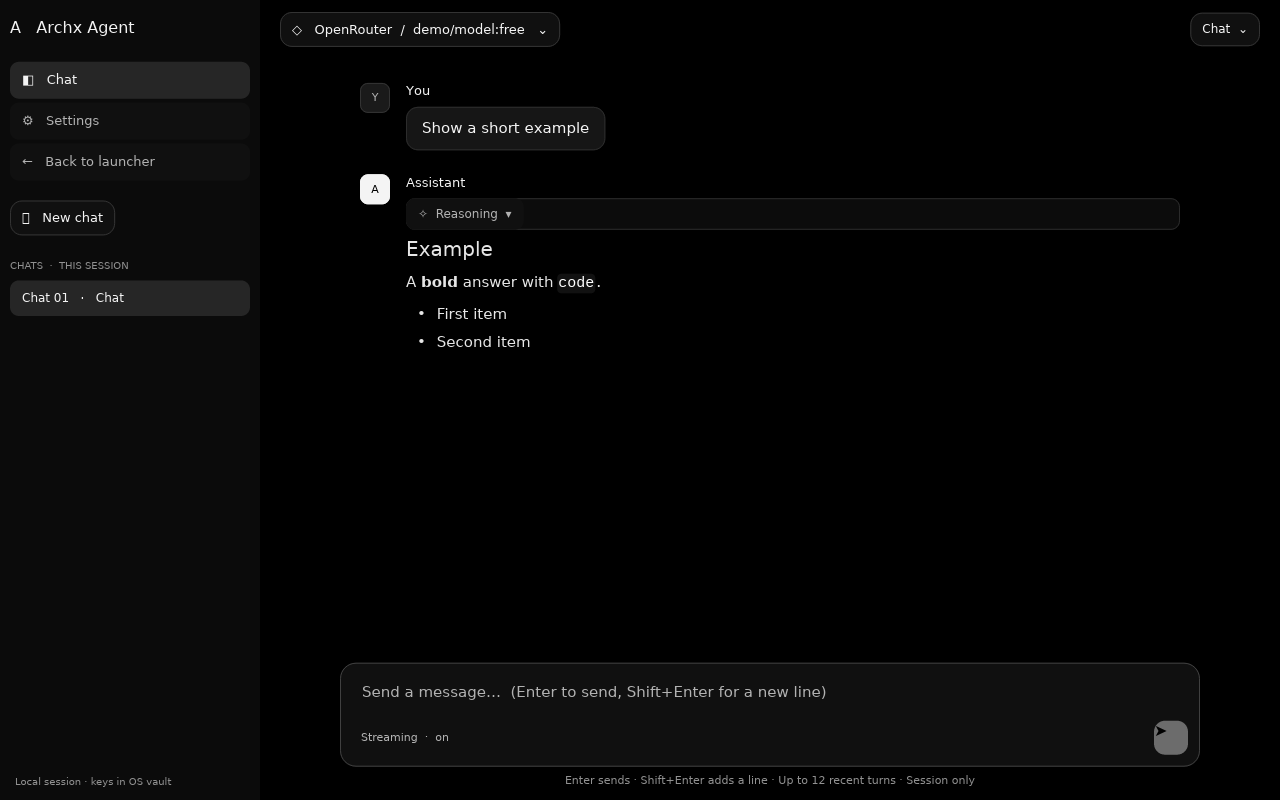 A Archx Agent
Chat
Settings
← Back to launcher
New chat
CHATS · THIS SESSION
Chat 01 · Chat
Local session · keys in OS vault
OpenRouter / demo/model:free
Chat
Y
You
Show a short example
A
Assistant
Reasoning
Example
A bold answer with code.
• First item
• Second item
Send a message... (Enter to send, Shift+Enter for a new line)
Streaming · on
Enter sends · Shift+Enter adds a line · Up to 12 recent turns · Session only